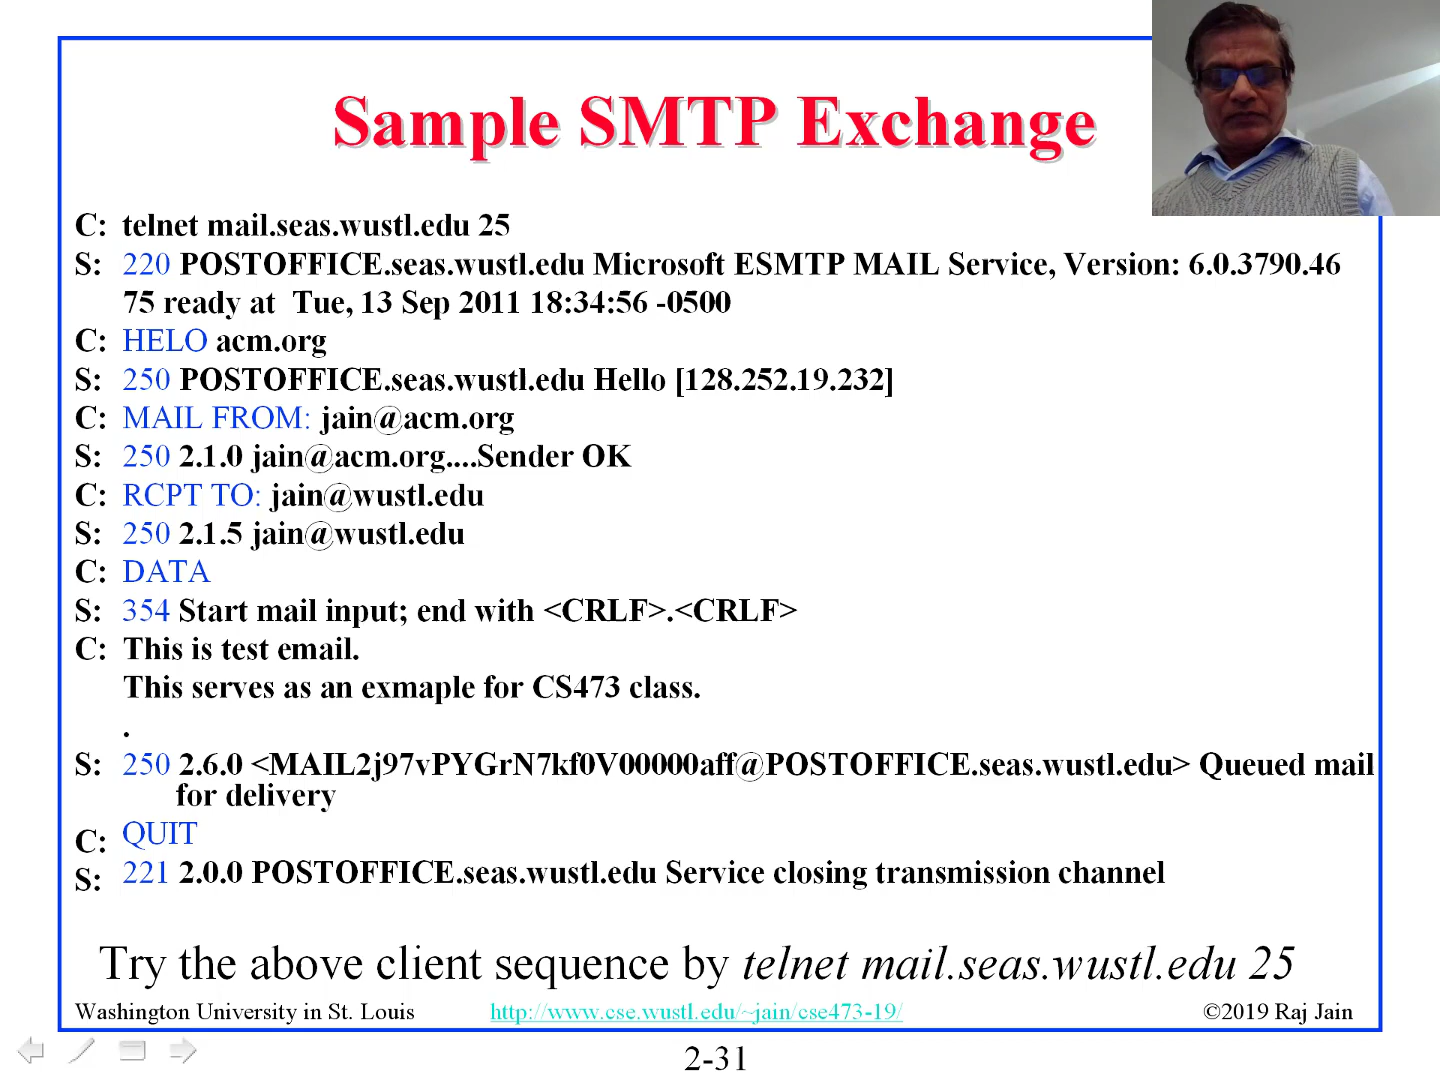 Sample SMTP Exchange
C: telnet mail.seas.wustl.edu 25
S: 220 POSTOFFICE.seas.wustl.edu Microsoft ESMTP MAIL Service, Version: 6.0.3790.46
75 ready at  Tue, 13 Sep 2011 18:34:56 -0500
C: HELO acm.org
S: 250 POSTOFFICE.seas.wustl.edu Hello [128.252.19.232]
C: MAIL FROM: jain@acm.org
S: 250 2.1.0 jain@acm.org....Sender OK
C: RCPT TO: jain@wustl.edu
S: 250 2.1.5 jain@wustl.edu
C: DATA
S: 354 Start mail input; end with <CRLF>.<CRLF>
C: This is test email.
This serves as an exmaple for CS473 class.
.
S: 250 2.6.0 <MAIL2j97vPYGrN7kf0V00000aff@POSTOFFICE.seas.wustl.edu> Queued mail
for delivery
C: QUIT
S: 221 2.0.0 POSTOFFICE.seas.wustl.edu Service closing transmission channel
Try the above client sequence by telnet mail.seas.wustl.edu 25
Washington University in St. Louis http://www.cse.wustl.edu/~jain/cse473-19/ ©2019 Raj Jain
2-31